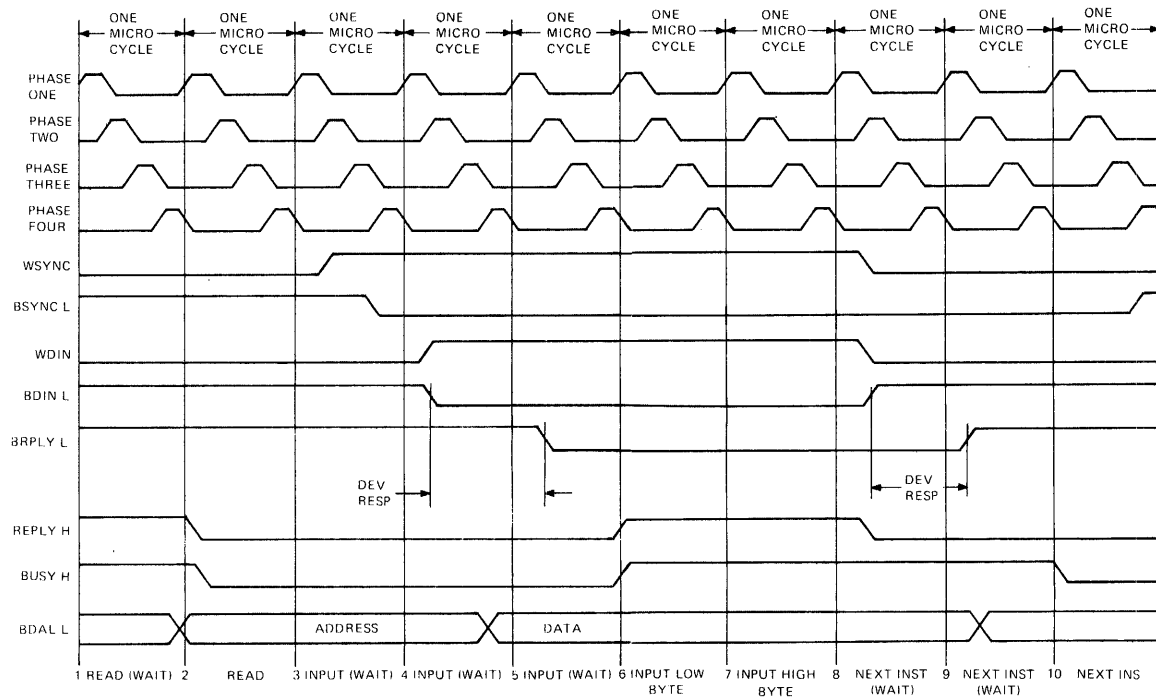 ONE ONE ONE ONE ONE ONE ONE ONE ONE ONE
MICRO MICRO MICRO MICRO MICRO MICRO MICRO MICRO MICRO MICRO
CYCLE CYCLE CYCLE CYCLE CYCLE CYCLE CYCLE CYCLE CYCLE CYCLE
PHASE
ONE
PHASE
TWO
PHASE
THREE
PHASE
FOUR
WSYNC
BSYNC L
WDIN
BDIN L
BRPLY L
DEV
RESP
DEV
RESP
REPLY H
BUSY H
BDAL L
ADDRESS DATA
1 READ (WAIT) 2 READ 3 INPUT (WAIT) 4 INPUT (WAIT) 5 INPUT (WAIT) 6 INPUT LOW 7 INPUT HIGH 8 NEXT INST 9 NEXT INST 10 NEXT INS
BYTE BYTE (WAIT) (WAIT)